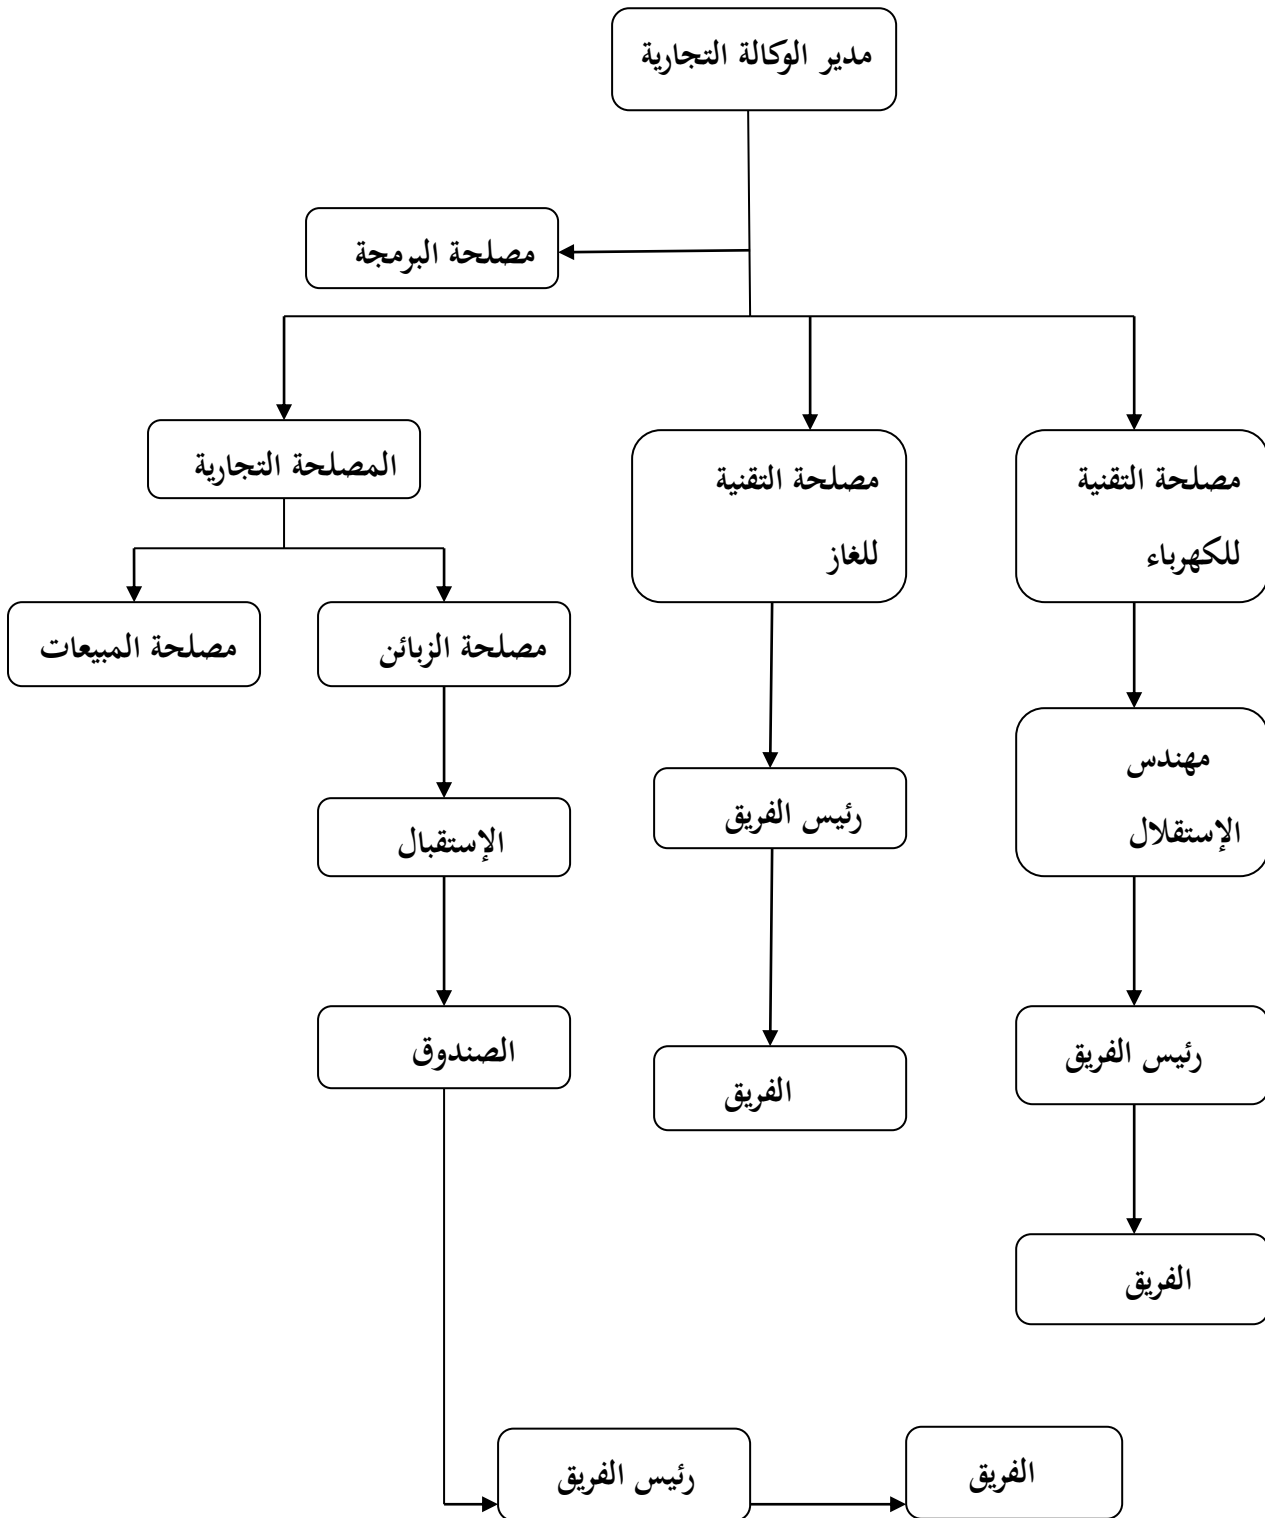 مدير الوكالة التجارية
مصلحة البرمجة
مصلحة التقنية
للكهرباء
مصلحة التقنية
للغاز
المصلحة التجارية
مصلحة الزبائن
مصلحة المبيعات
مهندس
الإستقلال
رئيس الفريق
الإستقبال
رئيس الفريق
الفريق
الصندوق
الفريق
رئيس الفريق
الفريق